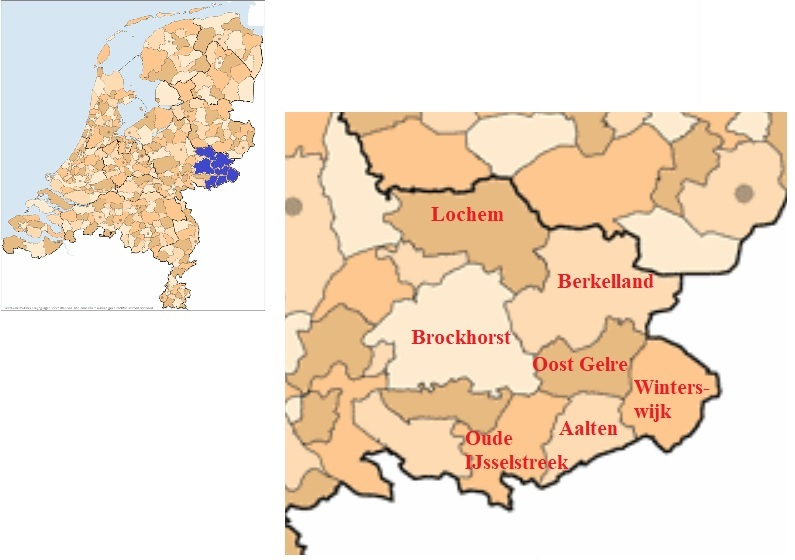 Lochem
Berkelland
Brockhorst
Oost Gelre
Winters-
wijk
Aalten
Oude
IJsselstreek